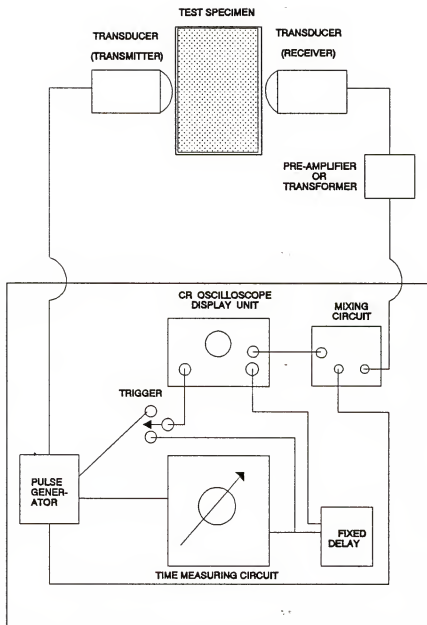 TEST SPECIMEN
TRANSDUCER
(TRANSMITTER)
TRANSDUCER
(RECEIVER)
PRE-AMPLIFIER
OR
TRANSFORMER
CR OSCILLOSCOPE
DISPLAY UNIT
MIXING
CIRCUIT
TRIGGER
PULSE
GENER-
ATOR
FIXED
DELAY
TIME MEASURING CIRCUIT